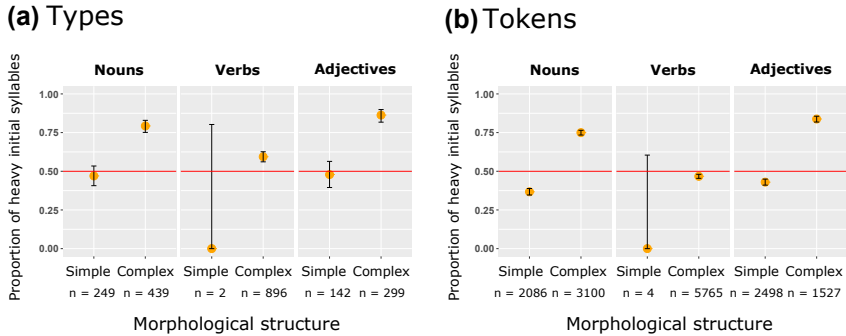 (a) Types
Nouns Verbs Adjectives
Proportion of heavy initial syllables
1.00
0.75
0.50
0.25
0.00
Simple Complex Simple Complex Simple Complex
n = 249 n = 439 n = 2 n = 896 n = 142 n = 299
Morphological structure
(b) Tokens
Nouns Verbs Adjectives
Proportion of heavy initial syllables
1.00
0.75
0.50
0.25
0.00
Simple Complex Simple Complex Simple Complex
n = 2086 n = 3100 n = 4 n = 5765 n = 2498 n = 1527
Morphological structure